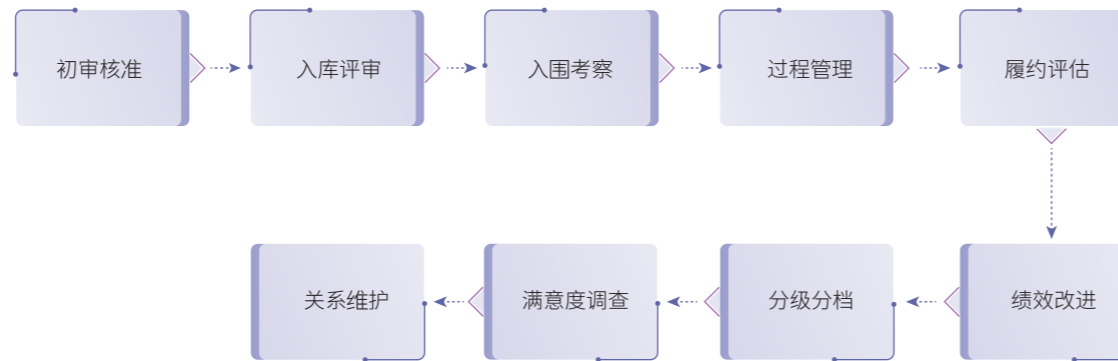 初审核准
入库评审
入围考察
过程管理
履约评估
绩效改进
分级分档
满意度调查
关系维护